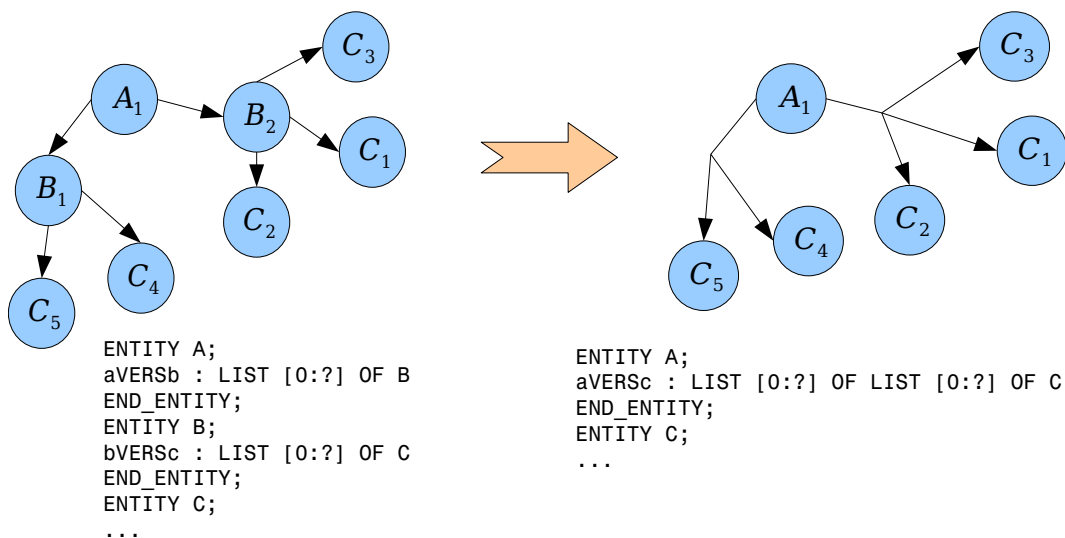 C3
A1
B2
C1
B1
C2
C4
C5
C3
A1
C1
C2
C4
C5
ENTITY A;
aVERSb : LIST [0:?] OF B
END_ENTITY;
ENTITY B;
bVERSc : LIST [0:?] OF C
END_ENTITY;
ENTITY C;
...
ENTITY A;
aVERSc : LIST [0:?] OF LIST [0:?] OF C
END_ENTITY;
ENTITY C;
...